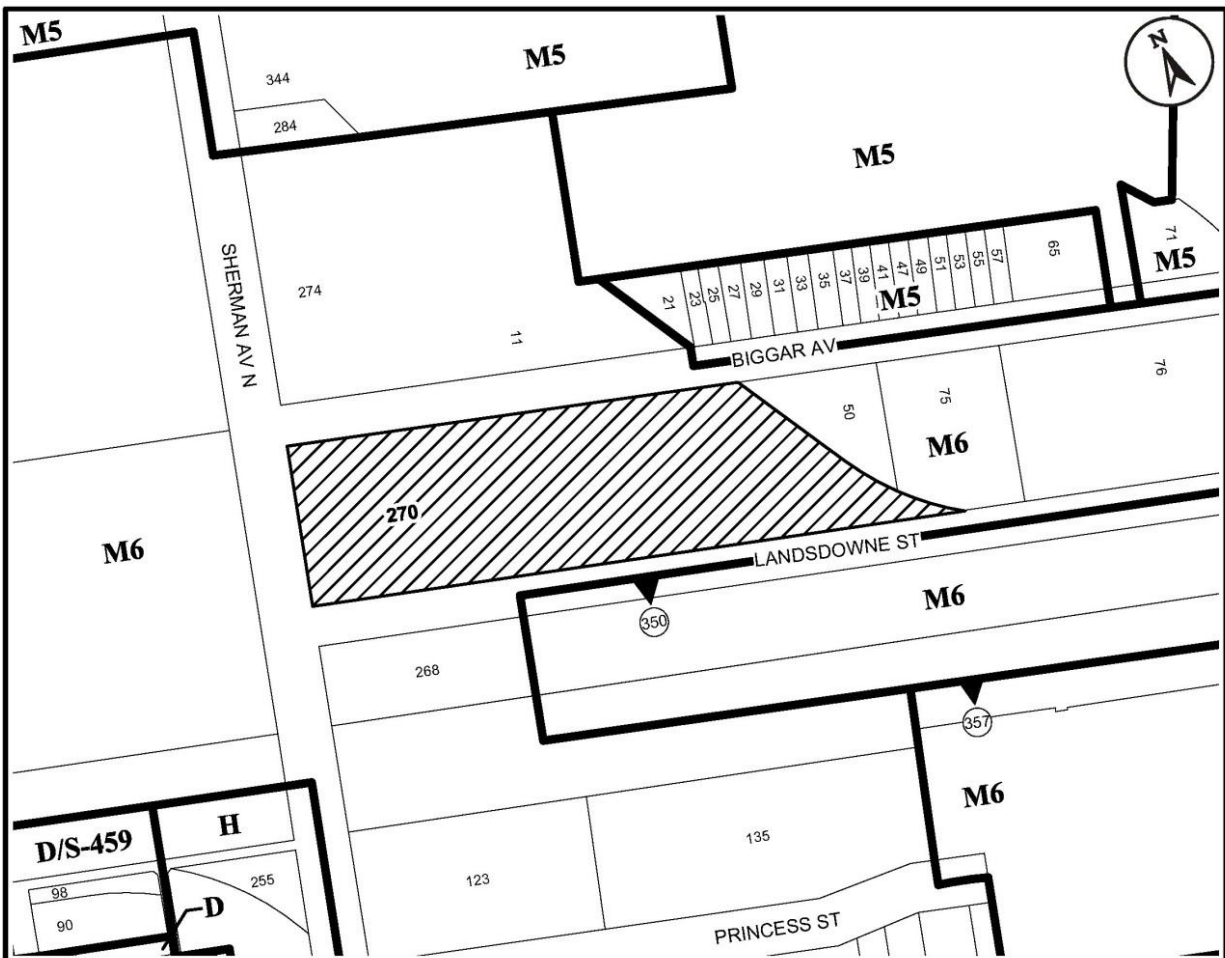 M5
M5
N
344
284
M5
SHERMAN AV N
274
11
21
23
25
27
29
31
33
35
37
39
41
47
49
51
53
55
57
65
71
M5
M5
BIGGAR AV
50
75
76
M6
270
M6
LANDSDOWNE ST
M6
350
268
357
M6
D/S-459
H
135
123
255
98
90
D
PRINCESS ST